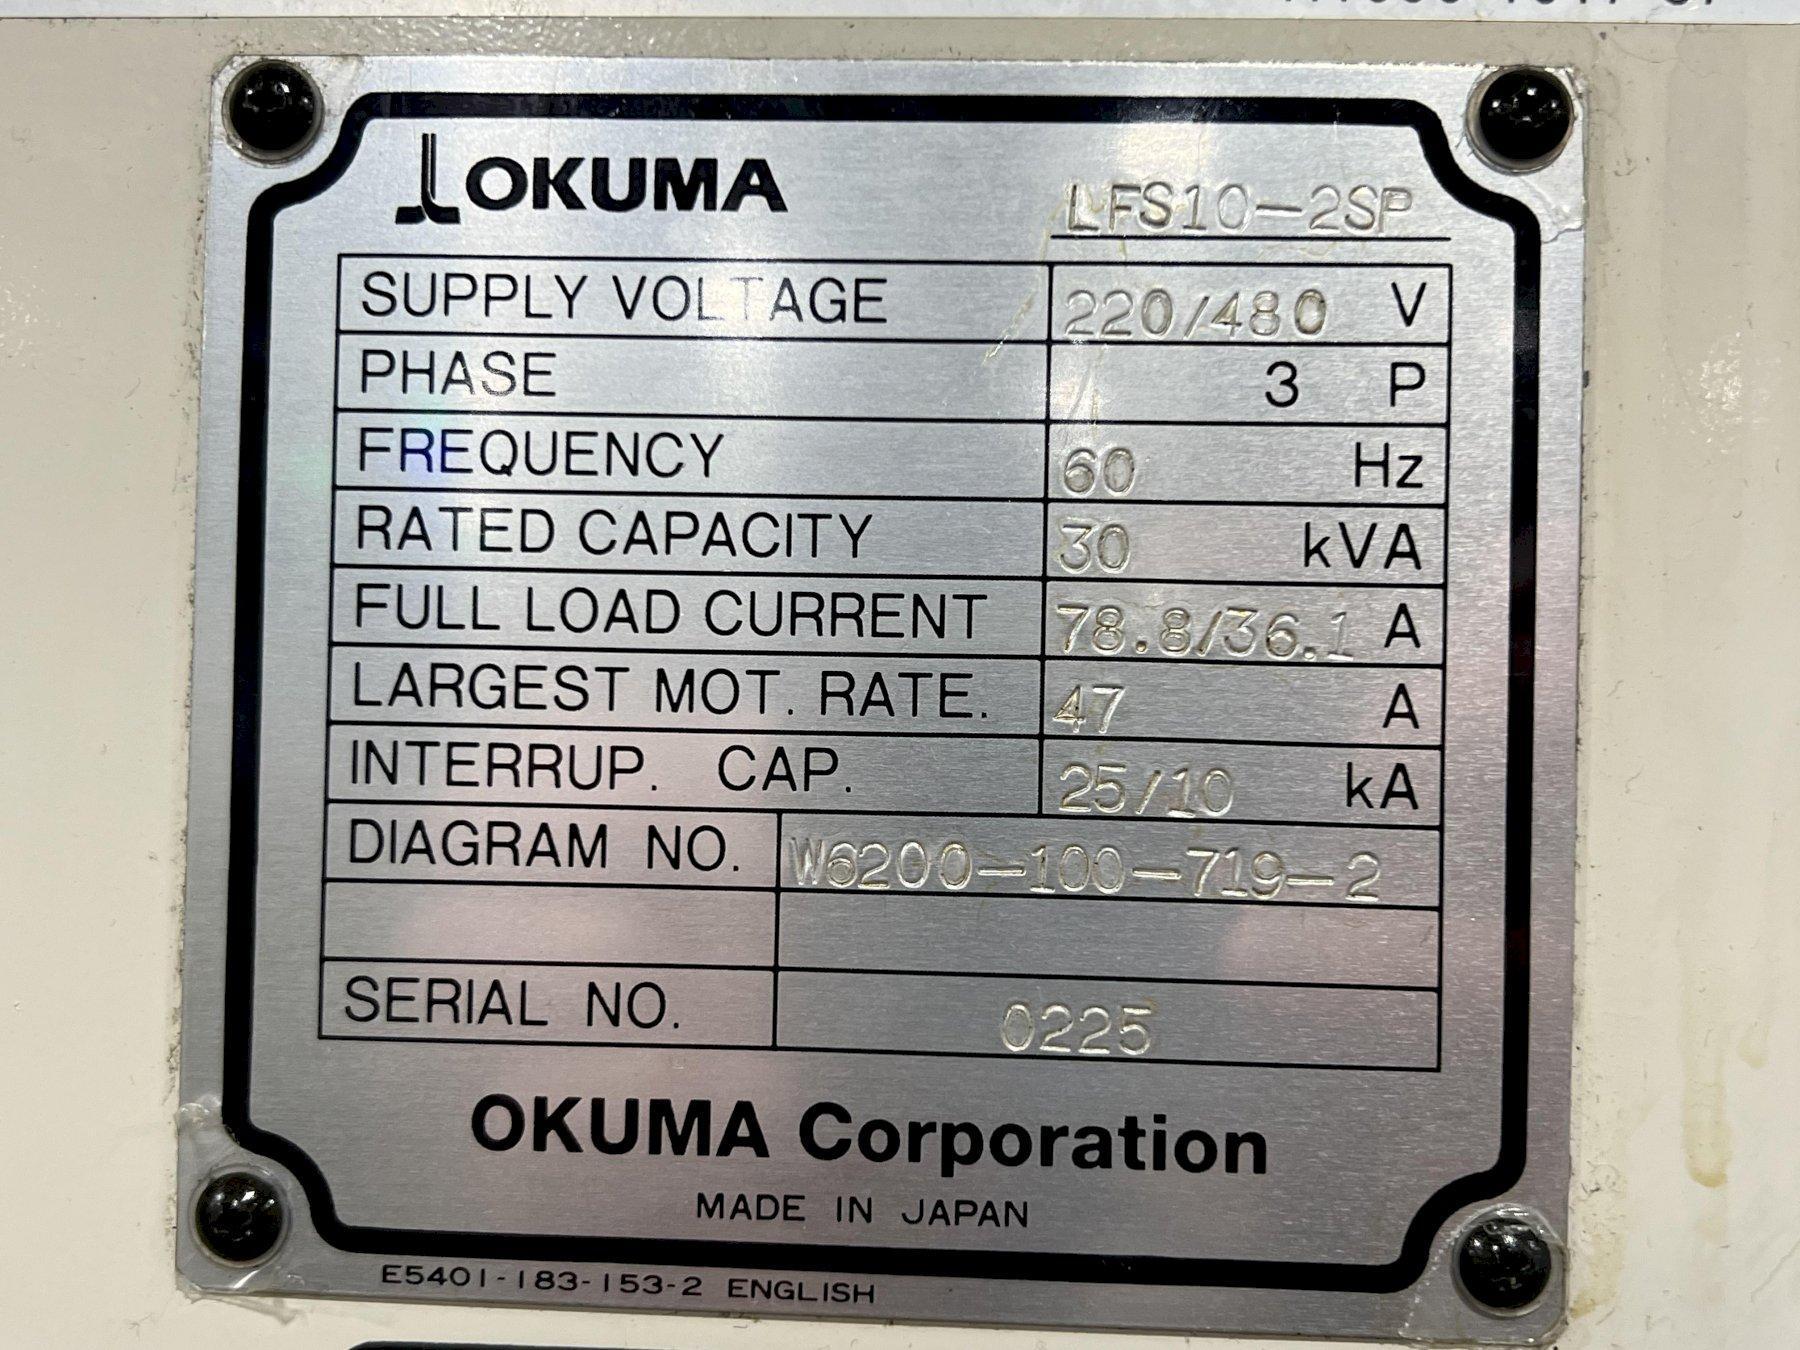 OKUMA LFS10-2SP
SUPPLY VOLTAGE 220/480 V
PHASE 3 P
FREQUENCY 60 Hz
RATED CAPACITY 30 kVA
FULL LOAD CURRENT 78.8/36.1 A
LARGEST MOT. RATE. 47 A
INTERRUP. CAP. 25/10 kA
DIAGRAM NO. W6200-100-719-2
SERIAL NO. 0225
OKUMA Corporation
MADE IN JAPAN
E5401-183-153-2 ENGLISH